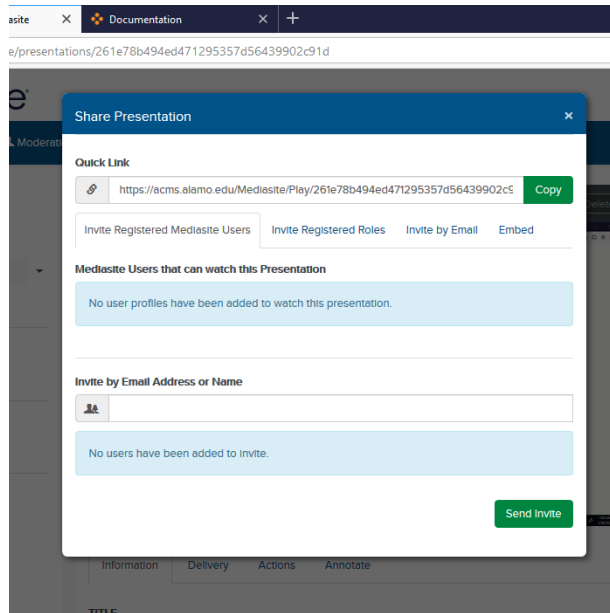 asite
Documentation
e/presentations/261e78b494ed471295357d56439902c91d
e
Share Presentation
Moderati
Quick Link
https://acms.alamo.edu/Mediasite/Play/261e78b494ed471295357d56439902c9 Copy
Delete
Invite Registered Mediasite Users Invite Registered Roles Invite by Email Embed
Mediasite Users that can watch this Presentation
No user profiles have been added to watch this presentation.
Invite by Email Address or Name
No users have been added to invite.
Send Invite
Information Delivery Actions Annotate
TITLE